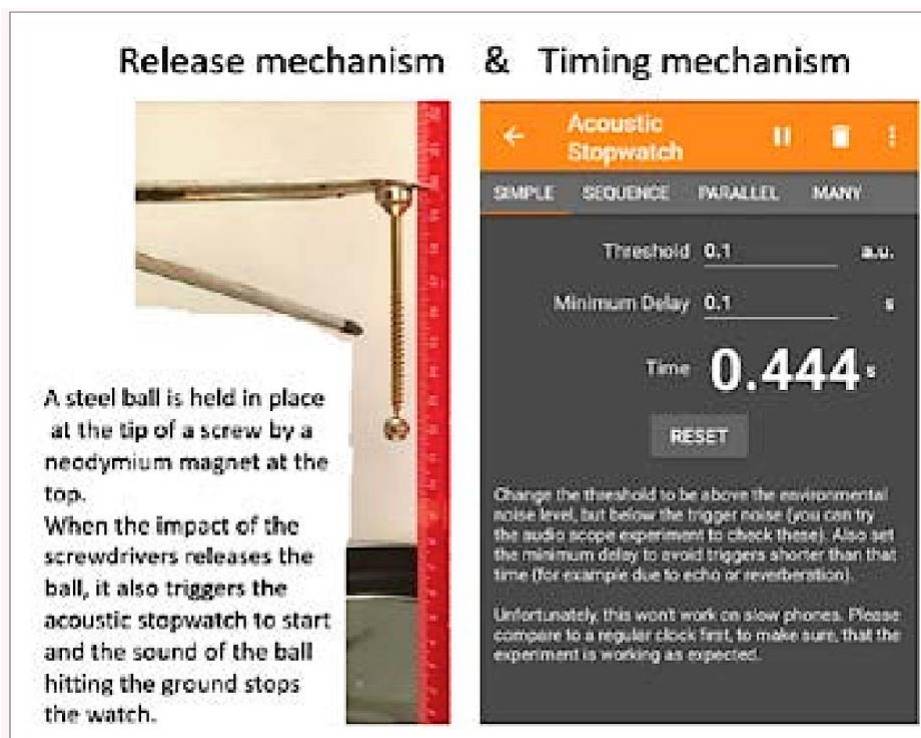 Release mechanism & Timing mechanism
A steel ball is held in place
at the tip of a screw by a
neodymium magnet at the
top.
When the impact of the
screwdrivers releases the
ball, it also triggers the
acoustic stopwatch to start
and the sound of the ball
hitting the ground stops
the watch.
Acoustic
Stopwatch
SIMPLE SEQUENCE PARALLEL MANY
Threshold 0.1 a.u.
Minimum Delay 0.1 s
Time 0.444 s
RESET
Change the threshold to be above the environmental
noise level, but below the trigger noise (you can try
the audio scope experiment to check these). Also set
the minimum delay to avoid triggers shorter than that
time (for example due to echo or reverberation).
Unfortunately, this won't work on slow phones. Please
compare to a regular clock first, to make sure, that the
experiment is working as expected.